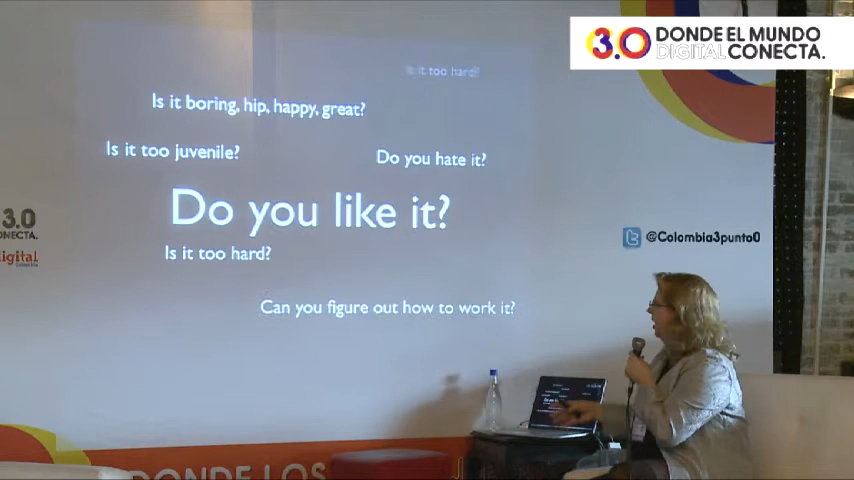 3.0 DONDE EL MUNDO
DIGITAL CONECTA.
Is it too hard?
Is it boring, hip, happy, great?
Is it too juvenile?
Do you hate it?
Do you like it?
Is it too hard?
Can you figure out how to work it?
3.0
CONECTA.
digital
@Colombia3punto0
DONDE LOS